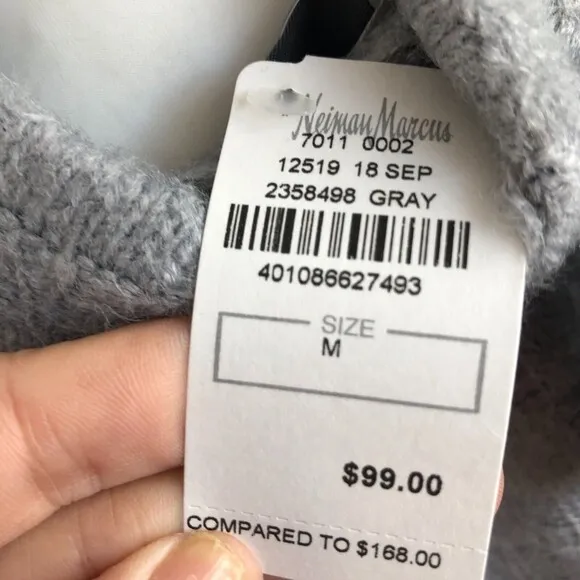 Neiman Marcus
7011 0002
12519 18 SEP
2358498 GRAY
401086627493
SIZE
M
$99.00
COMPARED TO $168.00